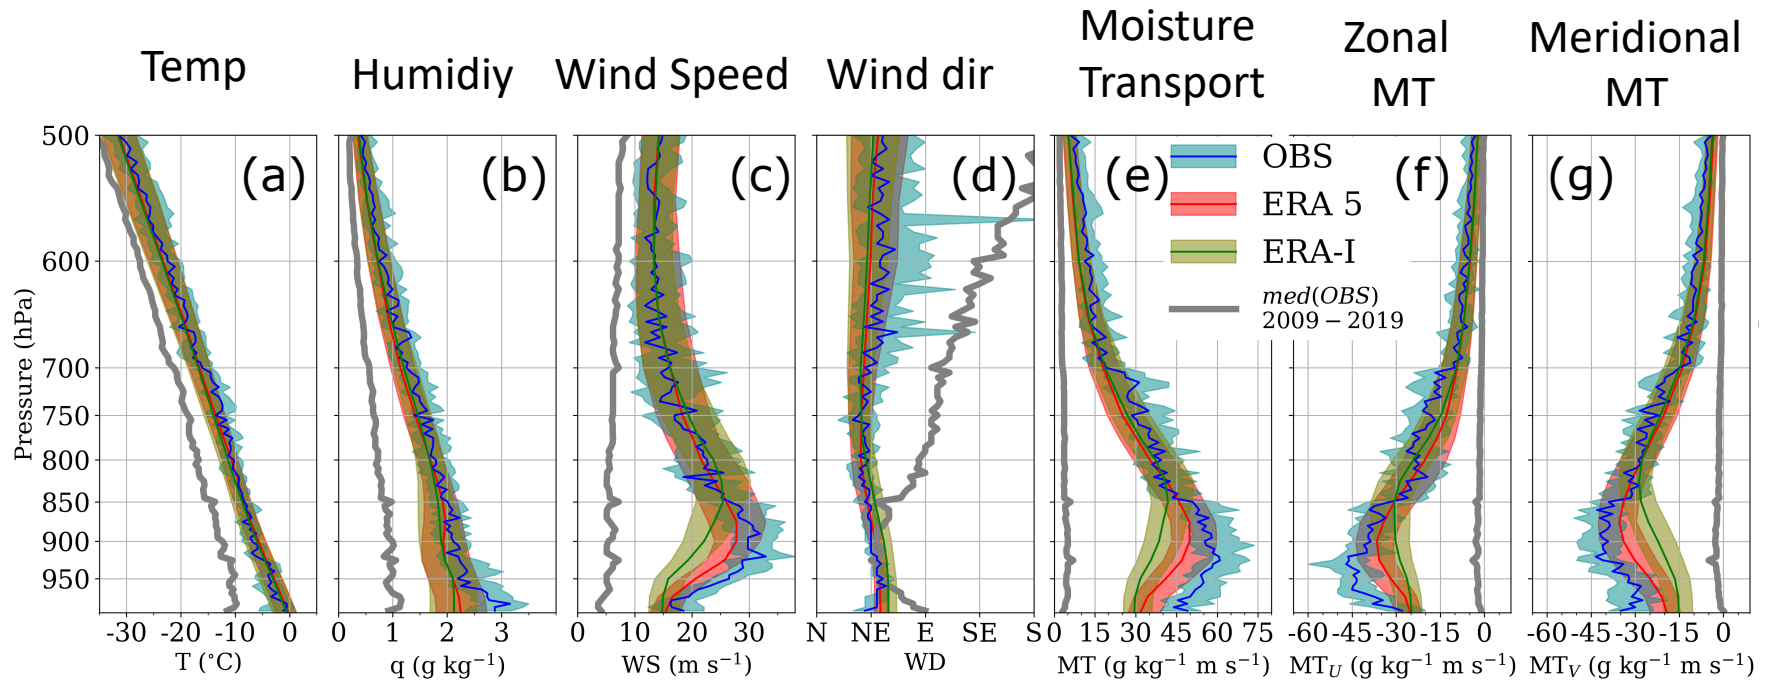 Temp
Humidiy
Wind Speed
Wind dir
Moisture
Transport
Zonal
MT
Meridional
MT
Pressure (hPa)
500
600
700
750
800
850
900
950
(a)
-30 -20 -10 0
T (°C)
(b)
0 1 2 3
q (g kg⁻¹)
(c)
0 10 20 30
WS (m s⁻¹)
(d)
N NE E SE S
WD
(e)
0 15 30 45 60 75
MT (g kg⁻¹ m s⁻¹)
OBS
ERA 5
ERA-I
med(OBS)
2009 − 2019
(f)
-60 -45 -30 -15 0
MT_U (g kg⁻¹ m s⁻¹)
(g)
-60 -45 -30 -15 0
MT_V (g kg⁻¹ m s⁻¹)